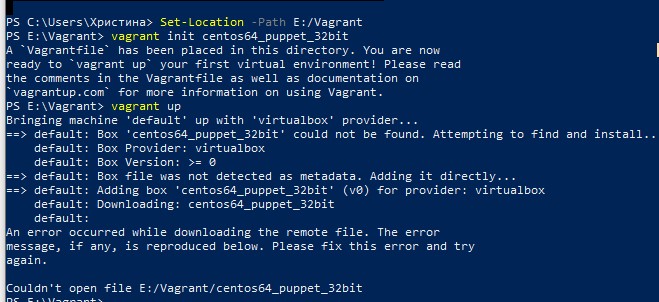 PS C:\Users\Христина> Set-Location -Path E:/Vagrant
PS E:\Vagrant> vagrant init centos64_puppet_32bit
A `Vagrantfile` has been placed in this directory. You are now
ready to `vagrant up` your first virtual environment! Please read
the comments in the Vagrantfile as well as documentation on
`vagrantup.com` for more information on using Vagrant.
PS E:\Vagrant> vagrant up
Bringing machine 'default' up with 'virtualbox' provider...
==> default: Box 'centos64_puppet_32bit' could not be found. Attempting to find and install..
    default: Box Provider: virtualbox
    default: Box Version: >= 0
==> default: Box file was not detected as metadata. Adding it directly...
==> default: Adding box 'centos64_puppet_32bit' (v0) for provider: virtualbox
    default: Downloading: centos64_puppet_32bit
    default:
An error occurred while downloading the remote file. The error
message, if any, is reproduced below. Please fix this error and try
again.
Couldn't open file E:/Vagrant/centos64_puppet_32bit
PS E:\Vagrant>